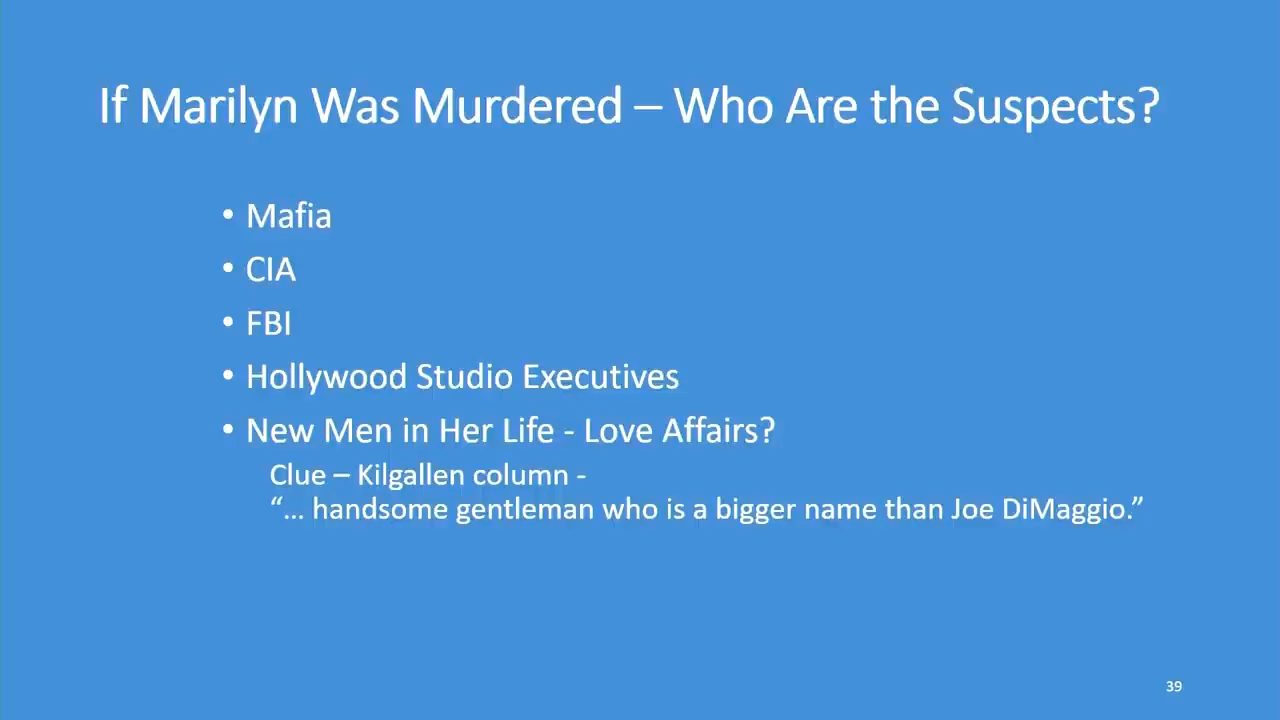 If Marilyn Was Murdered – Who Are the Suspects?
• Mafia
• CIA
• FBI
• Hollywood Studio Executives
• New Men in Her Life - Love Affairs?
Clue – Kilgallen column -
“... handsome gentleman who is a bigger name than Joe DiMaggio.”
39